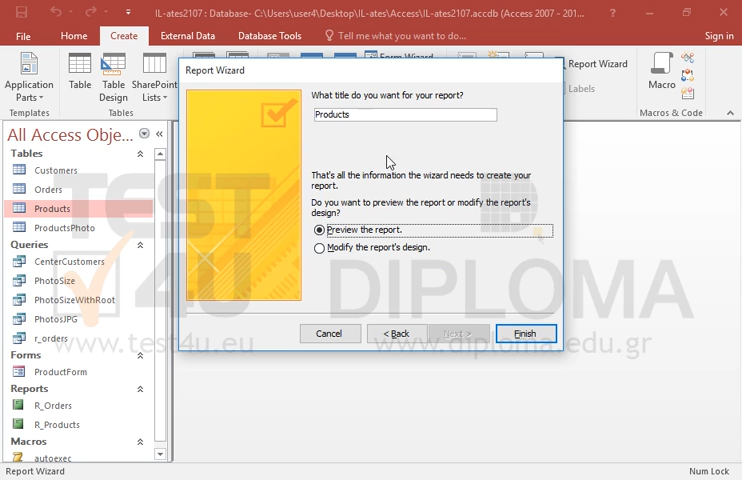 IL-ates2107 : Database- C:\Users\user4\Desktop\IL-ates\Access\IL-ates2107.accdb (Access 2007 - 201...
File Home Create External Data Database Tools Tell me what you want to do... Sign in
Application
Parts
Table
Table
Design
SharePoint
Lists
Form Wizard
Report Wizard
Labels
Macro
Templates Tables Macros & Code
All Access Obje...
Tables
Customers
Orders
Products
ProductsPhoto
Queries
CenterCustomers
PhotoSize
PhotoSizeWithRoot
PhotosJPG
r_orders
Forms
ProductForm
Reports
R_Orders
R_Products
Macros
autoexec
Report Wizard
What title do you want for your report?
Products
That's all the information the wizard needs to create your
report.
Do you want to preview the report or modify the report's
design?
Preview the report.
Modify the report's design.
Cancel < Back Next > Finish
TEST
4U
DIPLOMA
www.test4u.eu www.diploma.edu.gr
Report Wizard Num Lock